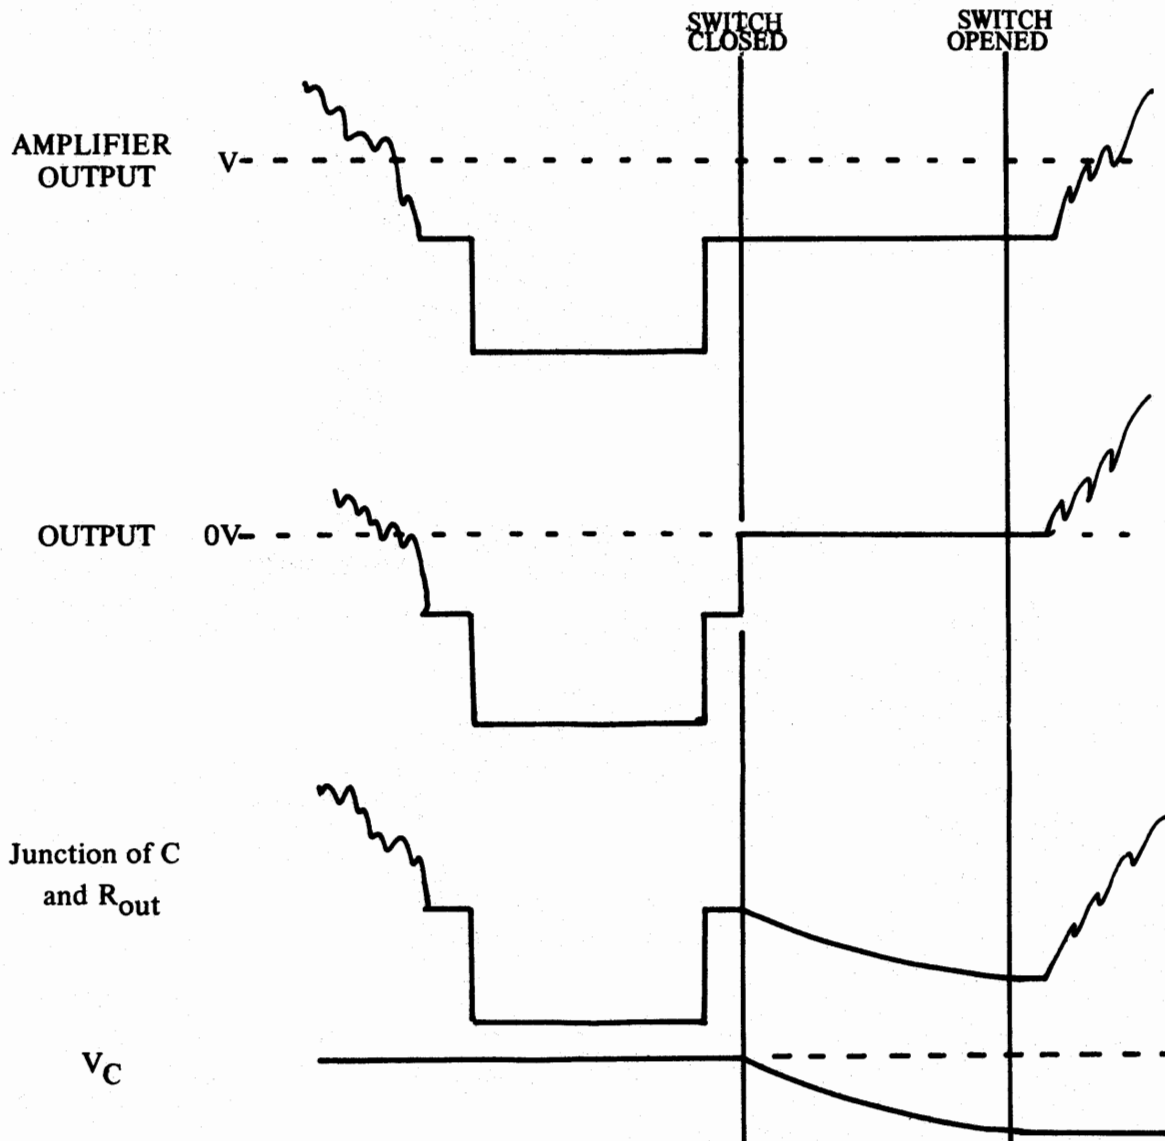 SWITCH
CLOSED
SWITCH
OPENED
AMPLIFIER
OUTPUT
V
OUTPUT
0V
Junction of C
and Rout
VC